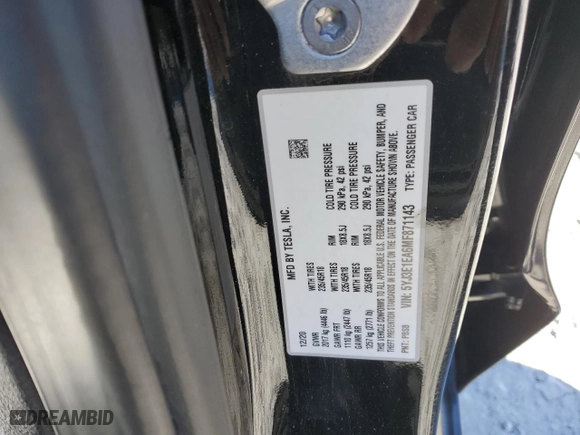 MFD BY TESLA, INC.
12/20
GVWR
2017 kg (4446 lb)
GAWR FRT WITH TIRES RIM COLD TIRE PRESSURE
1110 kg (2447 lb) 235/45R18 18X8.5J 290 kPa, 42 psi
GAWR RR WITH TIRES RIM COLD TIRE PRESSURE
1257 kg (2771 lb) 235/45R18 18X8.5J 290 kPa, 42 psi
THIS VEHICLE CONFORMS TO ALL APPLICABLE U.S. FEDERAL MOTOR VEHICLE SAFETY, BUMPER, AND
THEFT PREVENTION STANDARDS IN EFFECT ON THE DATE OF MANUFACTURE SHOWN ABOVE.
VIN: 5YJ3E1EA6MF871143 TYPE: PASSENGER CAR
DREAMBID